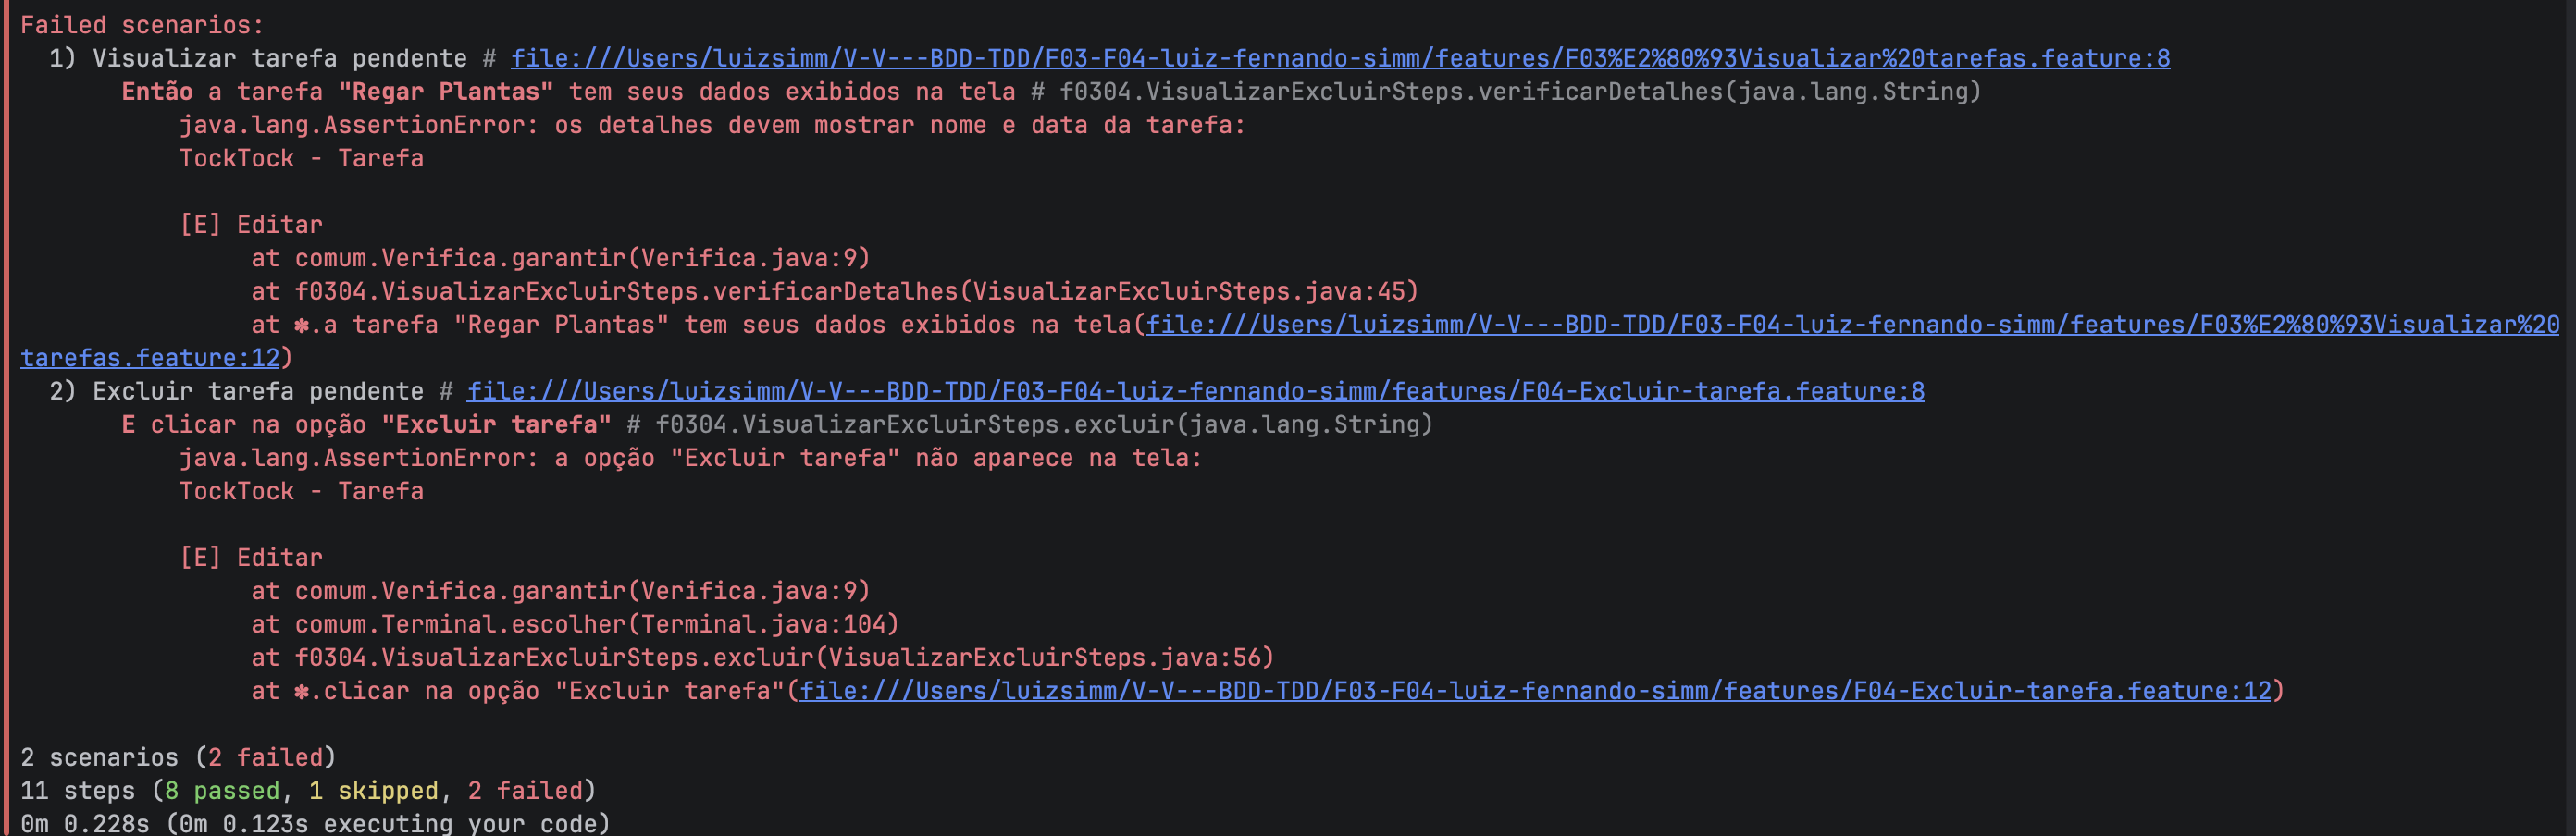 Failed scenarios:
1) Visualizar tarefa pendente # file:///Users/luizsimm/V-V---BDD-TDD/F03-F04-luiz-fernando-simm/features/F03%E2%80%93Visualizar%20tarefas.feature:8
Então a tarefa "Regar Plantas" tem seus dados exibidos na tela # f0304.VisualizarExcluirSteps.verificarDetalhes(java.lang.String)
java.lang.AssertionError: os detalhes devem mostrar nome e data da tarefa:
TockTock - Tarefa
[E] Editar
at comum.Verifica.garantir(Verifica.java:9)
at f0304.VisualizarExcluirSteps.verificarDetalhes(VisualizarExcluirSteps.java:45)
at ✽.a tarefa "Regar Plantas" tem seus dados exibidos na tela(file:///Users/luizsimm/V-V---BDD-TDD/F03-F04-luiz-fernando-simm/features/F03%E2%80%93Visualizar%20
tarefas.feature:12)
2) Excluir tarefa pendente # file:///Users/luizsimm/V-V---BDD-TDD/F03-F04-luiz-fernando-simm/features/F04-Excluir-tarefa.feature:8
E clicar na opção "Excluir tarefa" # f0304.VisualizarExcluirSteps.excluir(java.lang.String)
java.lang.AssertionError: a opção "Excluir tarefa" não aparece na tela:
TockTock - Tarefa
[E] Editar
at comum.Verifica.garantir(Verifica.java:9)
at comum.Terminal.escolher(Terminal.java:104)
at f0304.VisualizarExcluirSteps.excluir(VisualizarExcluirSteps.java:56)
at ✽.clicar na opção "Excluir tarefa"(file:///Users/luizsimm/V-V---BDD-TDD/F03-F04-luiz-fernando-simm/features/F04-Excluir-tarefa.feature:12)
2 scenarios (2 failed)
11 steps (8 passed, 1 skipped, 2 failed)
0m 0.228s (0m 0.123s executing your code)